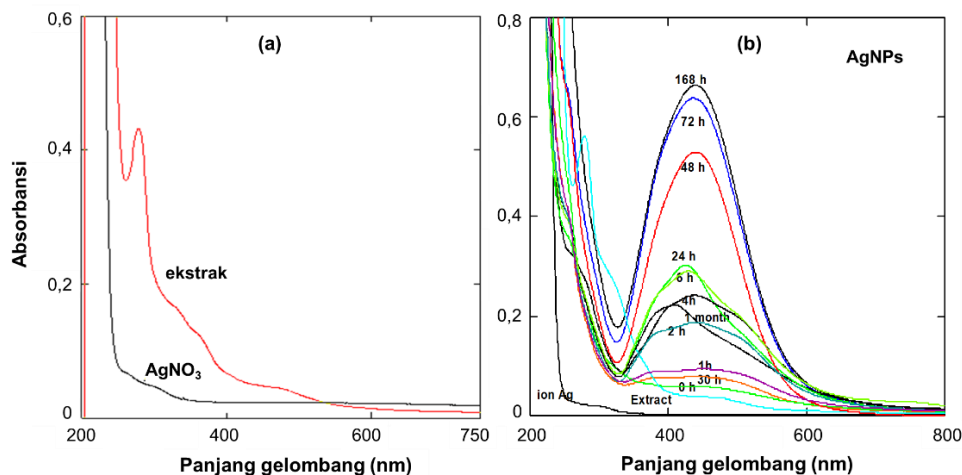 (a)
0,6
0,4
0,2
0
Absorbansi
ekstrak
AgNO₃
200
400
600
750
Panjang gelombang (nm)
(b)
AgNPs
0,8
0,6
0,4
0,2
0,0
168 h
72 h
48 h
24 h
6 h
4h
1 month
2 h
1h
30 h
0 h
ion Ag
Extract
200
400
600
800
Panjang gelombang (nm)